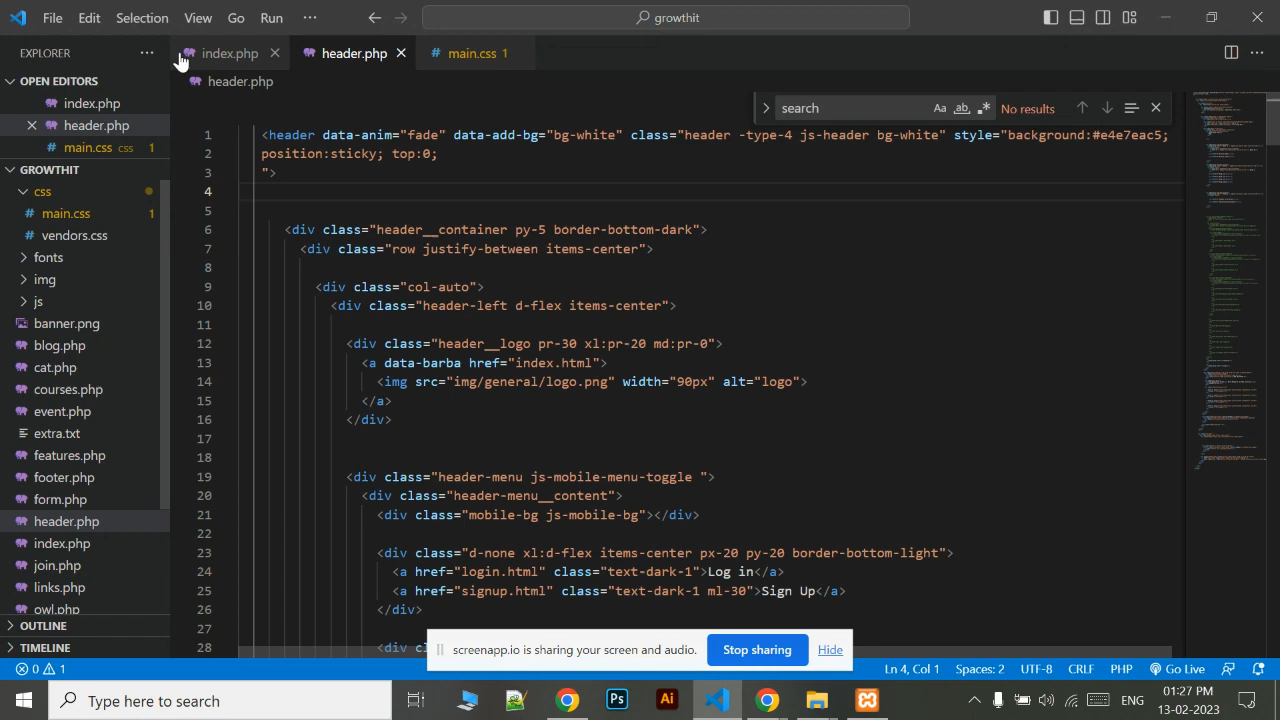 File Edit Selection View Go Run ··· growthit
EXPLORER ···
index.php header.php main.css 1
OPEN EDITORS
header.php
index.php
header.php
main.css css 1
GROWTHIT
css
main.css 1
vendors.css
fonts
img
js
banner.png
blog.php
cat.php
courses.php
event.php
extra.txt
features.php
footer.php
form.php
header.php
index.php
join.php
links.php
owl.php
OUTLINE
TIMELINE
search Aa ab .* No results
1 <header data-anim="fade" data-add-bg="bg-white" class="header -type-4 js-header bg-white" style="background:#e4e7eac5;
2 position:sticky; top:0;
3 ">
4
5
6 <div class="header__container py-5 border-bottom-dark">
7 <div class="row justify-between items-center">
8
9 <div class="col-auto">
10 <div class="header-left d-flex items-center">
11
12 <div class="header__logo pr-30 xl:pr-20 md:pr-0">
13 <a data-barba href="index.html">
14 <img src="img/general/logo.png" width="90px" alt="logo">
15 </a>
16 </div>
17
18
19 <div class="header-menu js-mobile-menu-toggle ">
20 <div class="header-menu__content">
21 <div class="mobile-bg js-mobile-bg"></div>
22
23 <div class="d-none xl:d-flex items-center px-20 py-20 border-bottom-light">
24 <a href="login.html" class="text-dark-1">Log in</a>
25 <a href="signup.html" class="text-dark-1 ml-30">Sign Up</a>
26 </div>
27
28 <div c
screenapp.io is sharing your screen and audio. Stop sharing Hide
0 1 Ln 4, Col 1 Spaces: 2 UTF-8 CRLF PHP Go Live
Type here to search Ps Ai ENG 01:27 PM
13-02-2023